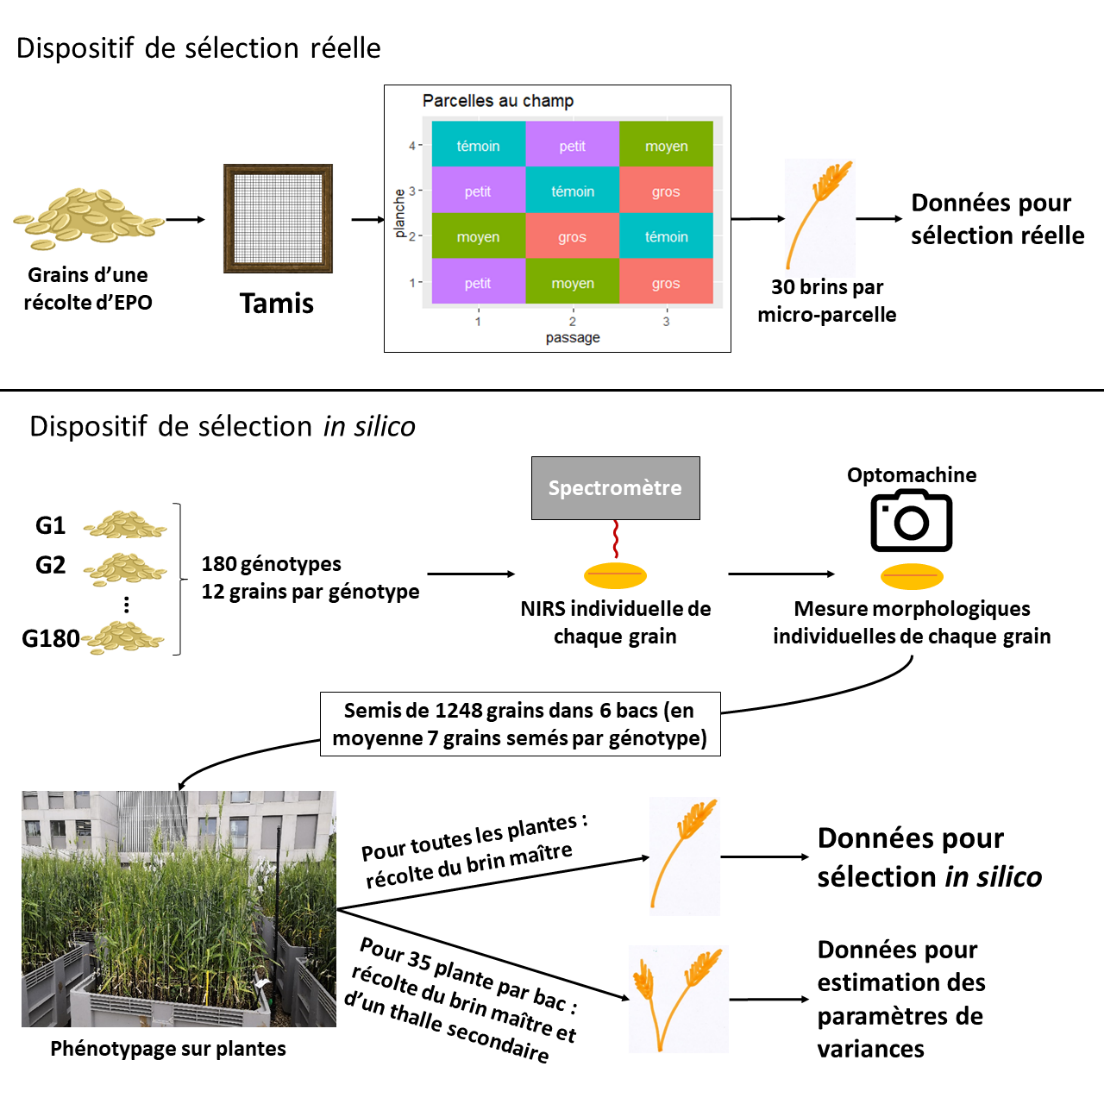 Dispositif de sélection réelle
Parcelles au champ
4
témoin
petit
moyen
3
petit
témoin
gros
2
moyen
gros
témoin
1
petit
moyen
gros
planche
1
2
3
passage
Grains d’une
récolte d’EPO
Tamis
30 brins par
micro-parcelle
Données pour
sélection réelle
Dispositif de sélection in silico
G1
G2
⋮
G180
180 génotypes
12 grains par génotype
Spectromètre
NIRS individuelle de
chaque grain
Optomachine
Mesure morphologiques
individuelles de chaque grain
Semis de 1248 grains dans 6 bacs (en
moyenne 7 grains semés par génotype)
Phénotypage sur plantes
Pour toutes les plantes :
récolte du brin maître
Données pour
sélection in silico
Pour 35 plante par bac :
récolte du brin maître et
d’un thalle secondaire
Données pour
estimation des
paramètres de
variances